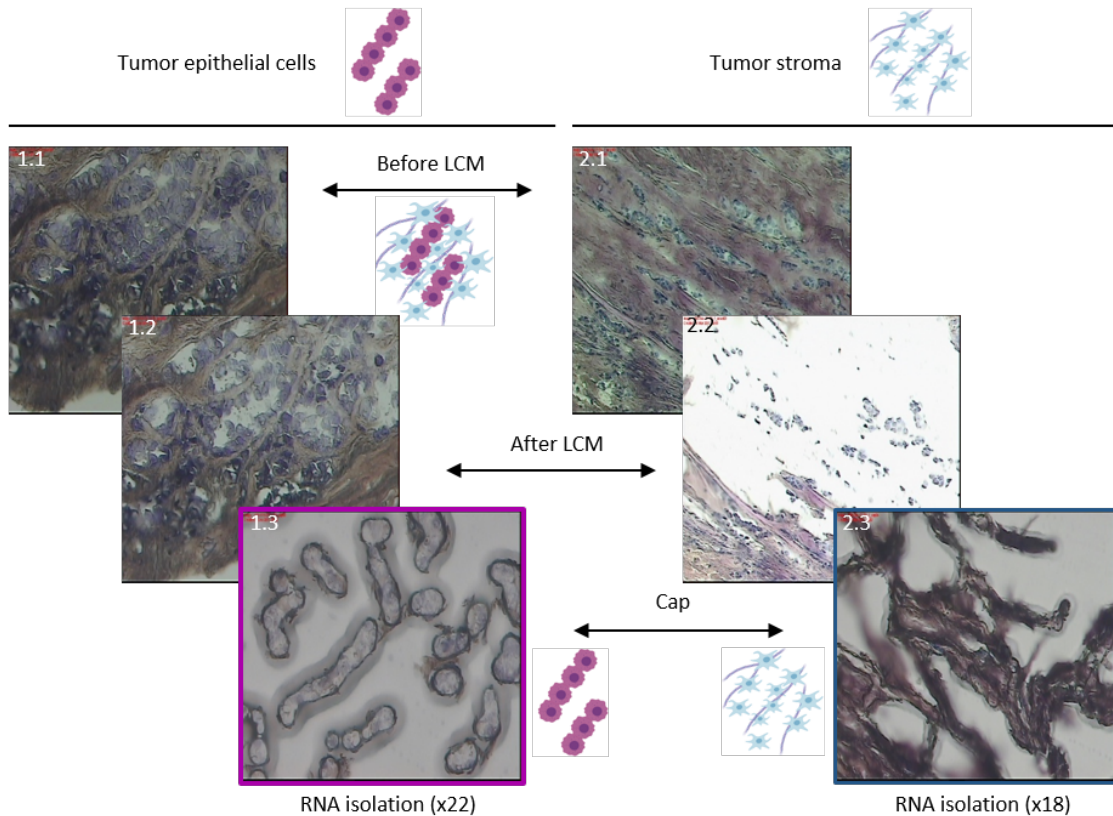 Tumor epithelial cells
Tumor stroma
1.1
Before LCM
2.1
1.2
2.2
After LCM
1.3
2.3
Cap
RNA isolation (x22)
RNA isolation (x18)